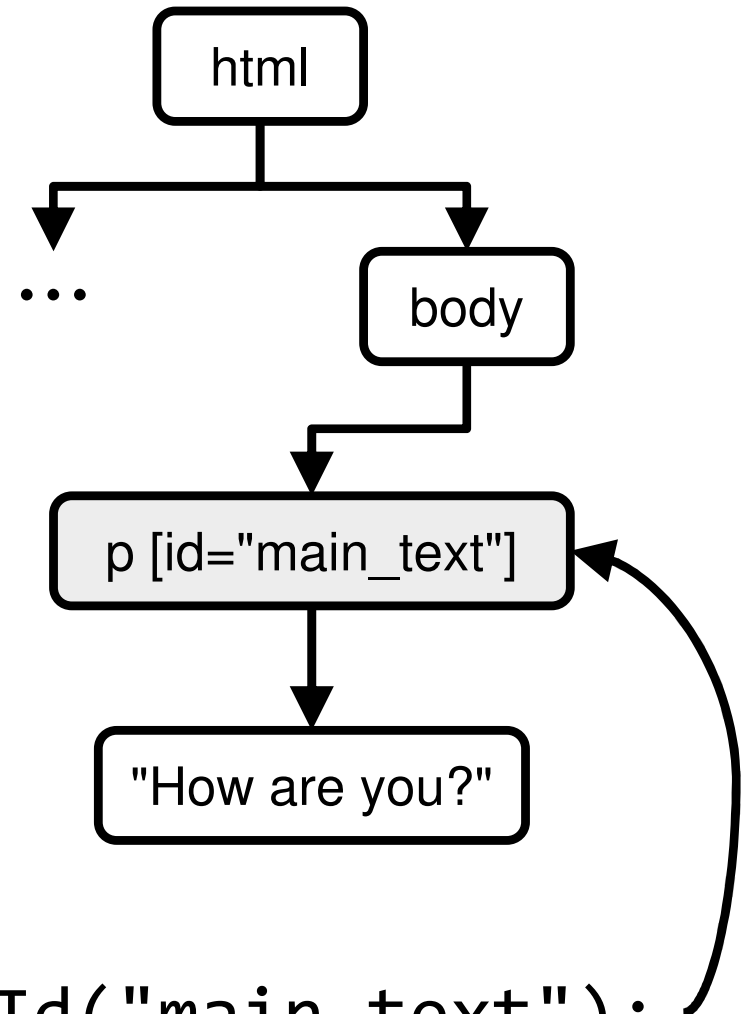 html
...
body
p [id="main_text"]
"How are you?"
Id("main_text");